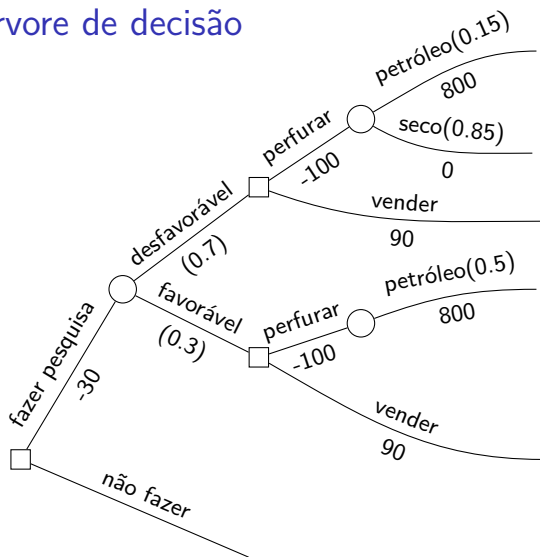 rvore de decisão
petróleo(0.15)
800
seco(0.85)
0
perfurar
-100
vender
90
desfavorável
(0.7)
favorável
(0.3)
petróleo(0.5)
800
perfurar
-100
vender
90
fazer pesquisa
-30
não fazer